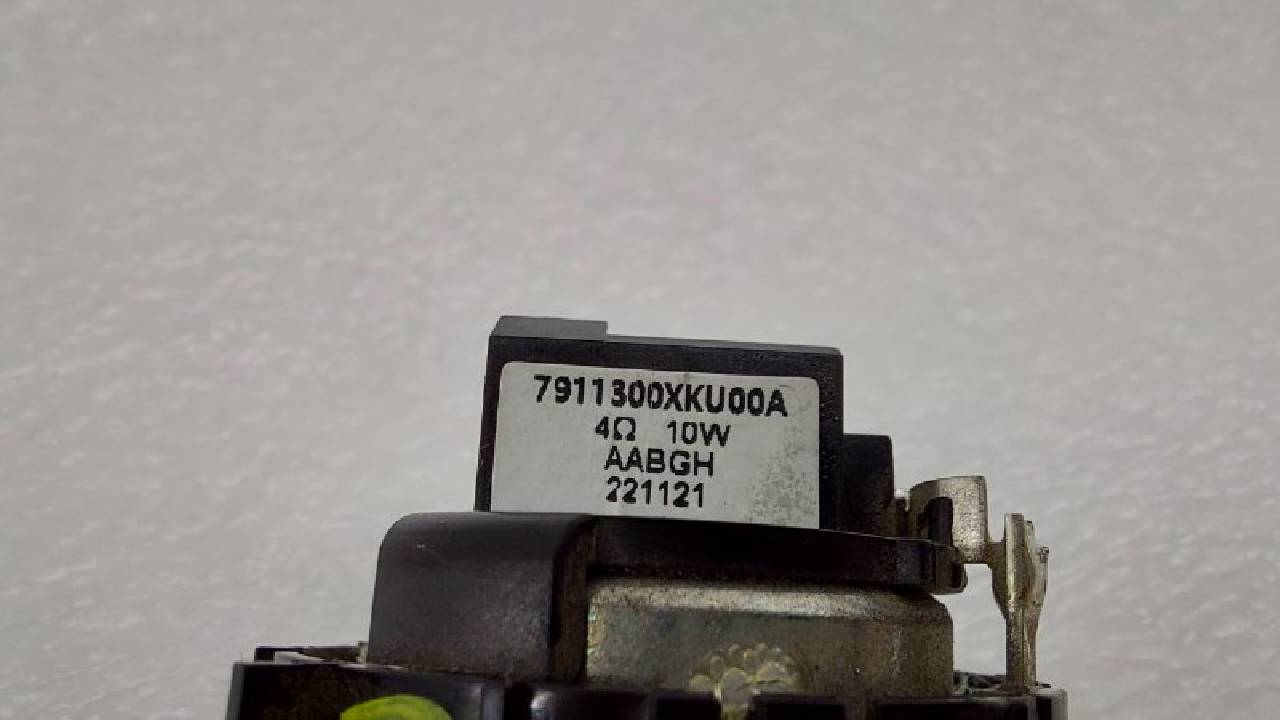 7911300XKU00A
4Ω 10W
AABGH
221121